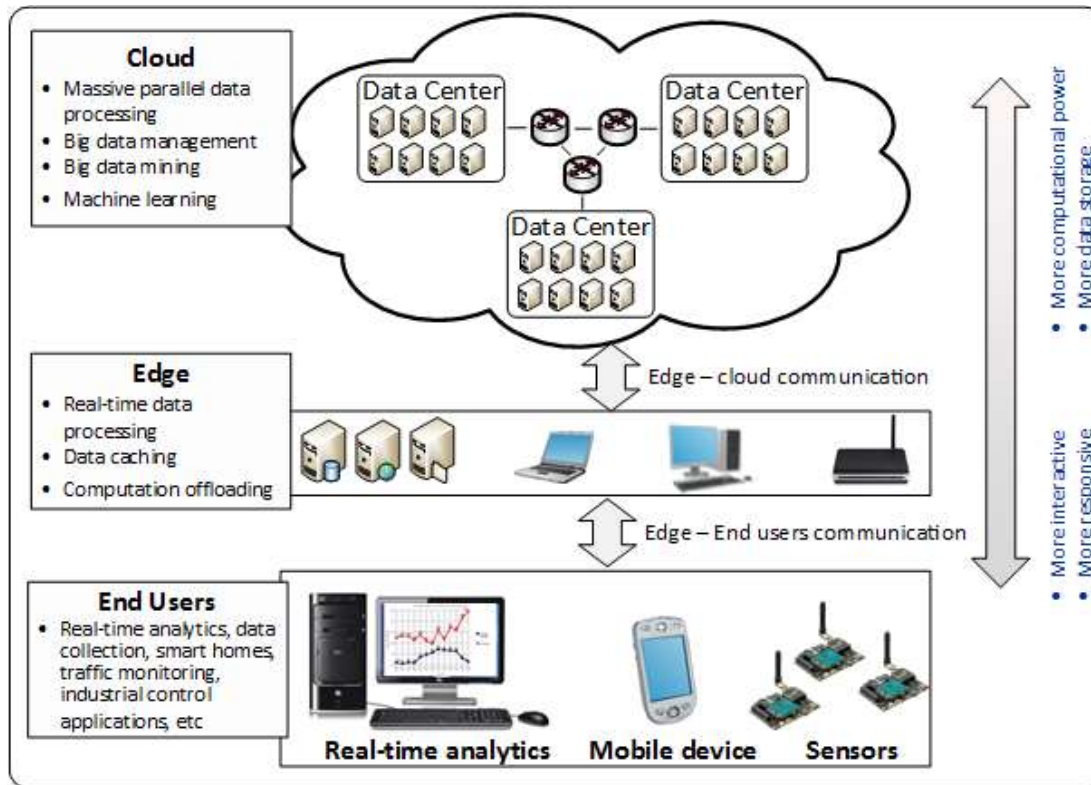 Cloud
• Massive parallel data
processing
• Big data management
• Big data mining
• Machine learning
Data Center
Data Center
Data Center
• More computational power
• More data storage
Edge – cloud communication
Edge
• Real-time data
processing
• Data caching
• Computation offloading
Edge – End users communication
• More interactive
• More responsive
End Users
• Real-time analytics, data
collection, smart homes,
traffic monitoring,
industrial control
applications, etc
Real-time analytics
Mobile device
Sensors